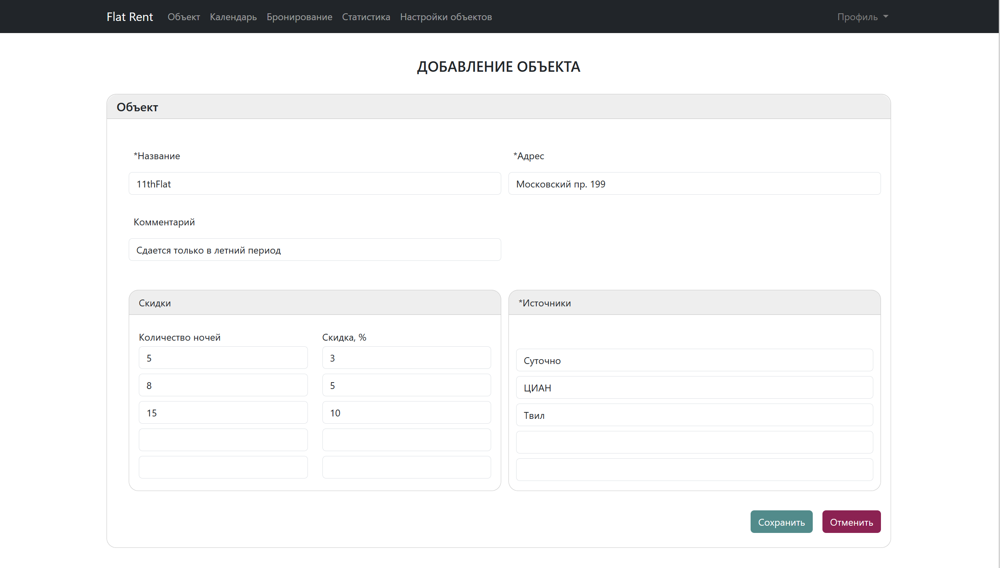 Flat Rent Объект Календарь Бронирование Статистика Настройки объектов Профиль
ДОБАВЛЕНИЕ ОБЪЕКТА
Объект
*Название *Адрес
11thFlat Московский пр. 199
Комментарий
Сдается только в летний период
Скидки
Количество ночей Скидка, %
5 3
8 5
15 10
*Источники
Суточно
ЦИАН
Твил
Сохранить Отменить